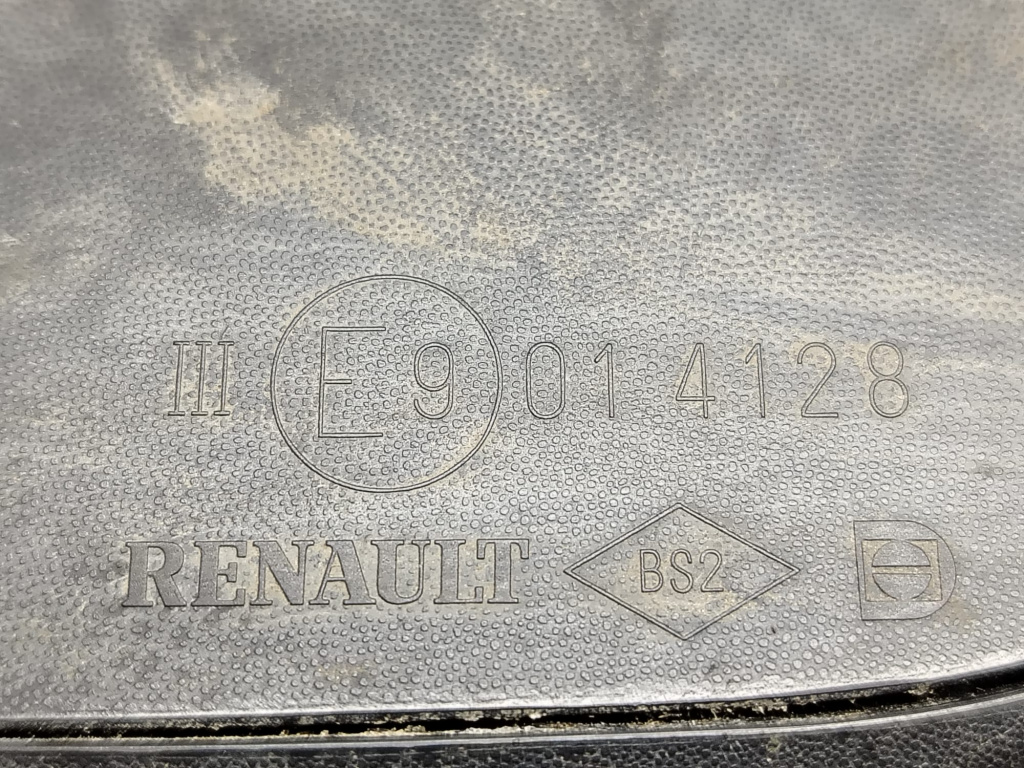 III E9 01 4128
RENAULT BS2